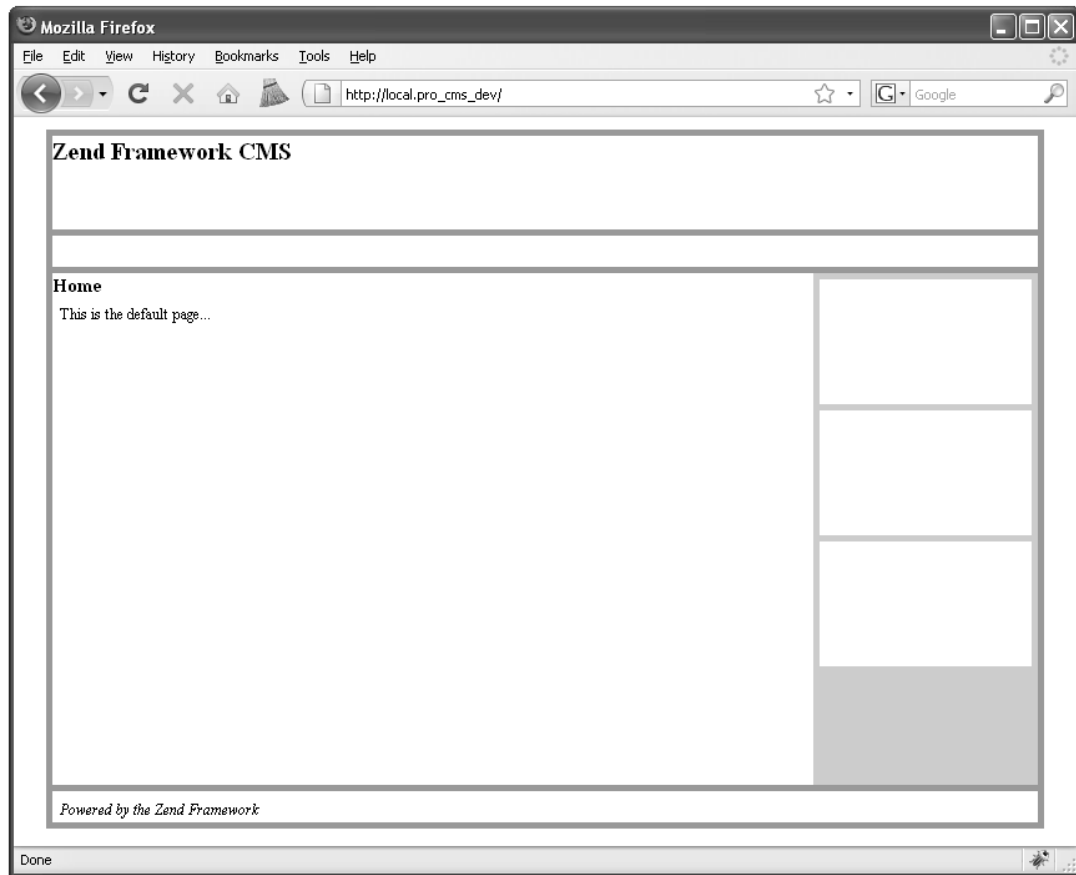 Mozilla Firefox
File Edit View History Bookmarks Tools Help
http://local.pro_cms_dev/
G Google
Zend Framework CMS
Home
This is the default page...
Powered by the Zend Framework
Done